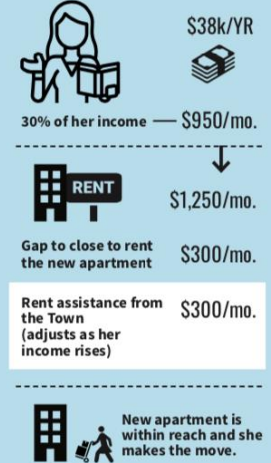 $38k/YR
30% of her income — $950/mo.
RENT
$1,250/mo.
Gap to close to rent
the new apartment
$300/mo.
Rent assistance from
the Town
(adjusts as her
income rises)
$300/mo.
New apartment is
within reach and she
makes the move.